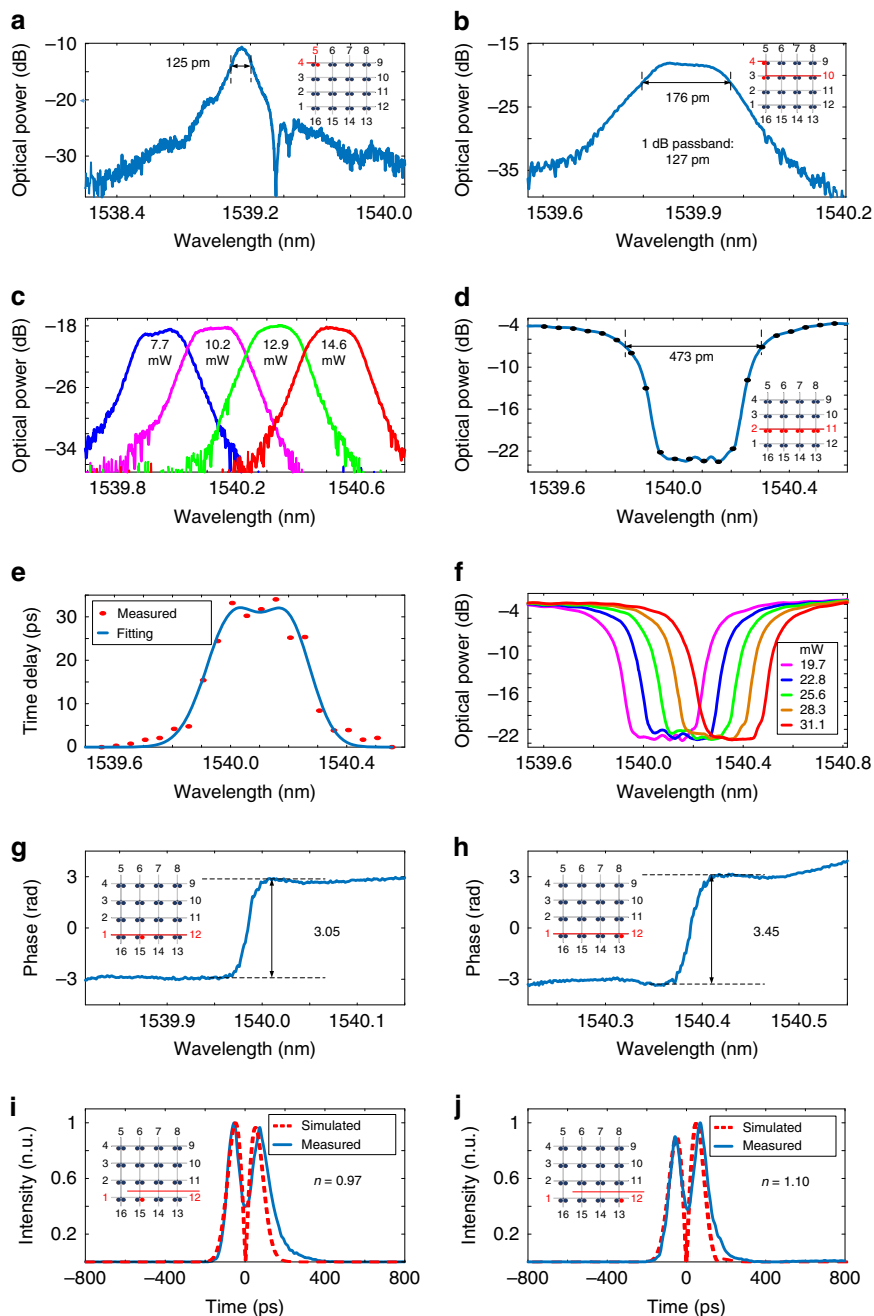 a
Optical power (dB)
−10
−20
−30
125 pm
5 6 7 8
4 9
3 10
2 11
1 12
16 15 14 13
1538.4 1539.2 1540.0
Wavelength (nm)
b
Optical power (dB)
−15
−25
−35
176 pm
1 dB passband:
127 pm
5 6 7 8
4 9
3 10
2 11
1 12
16 15 14 13
1539.6 1539.9 1540.2
Wavelength (nm)
c
Optical power (dB)
−18
−26
−34
7.7 10.2 12.9 14.6
mW mW mW mW
1539.8 1540.2 1540.6
Wavelength (nm)
d
Optical power (dB)
−4
−10
−16
−22
473 pm
5 6 7 8
4 9
3 10
2 11
1 12
16 15 14 13
1539.6 1540.0 1540.4
Wavelength (nm)
e
Time delay (ps)
30
20
10
0
Measured
Fitting
1539.6 1540.0 1540.4
Wavelength (nm)
f
Optical power (dB)
−4
−10
−16
−22
mW
19.7
22.8
25.6
28.3
31.1
1539.6 1540.0 1540.4 1540.8
Wavelength (nm)
g
Phase (rad)
3
0
−3
5 6 7 8
4 9
3 10
2 11
1 12
16 15 14 13
3.05
1539.9 1540.0 1540.1
Wavelength (nm)
h
Phase (rad)
3
0
−3
5 6 7 8
4 9
3 10
2 11
1 12
16 15 14 13
3.45
1540.3 1540.4 1540.5
Wavelength (nm)
i
Intensity (n.u.)
1
0.6
0.2
5 6 7 8
4 9
3 10
2 11
1 12
16 15 14 13
Simulated
Measured
n = 0.97
−800 −400 0 400 800
Time (ps)
j
Intensity (n.u.)
1
0.6
0.2
5 6 7 8
4 9
3 10
2 11
1 12
16 15 14 13
Simulated
Measured
n = 1.10
−800 −400 0 400 800
Time (ps)